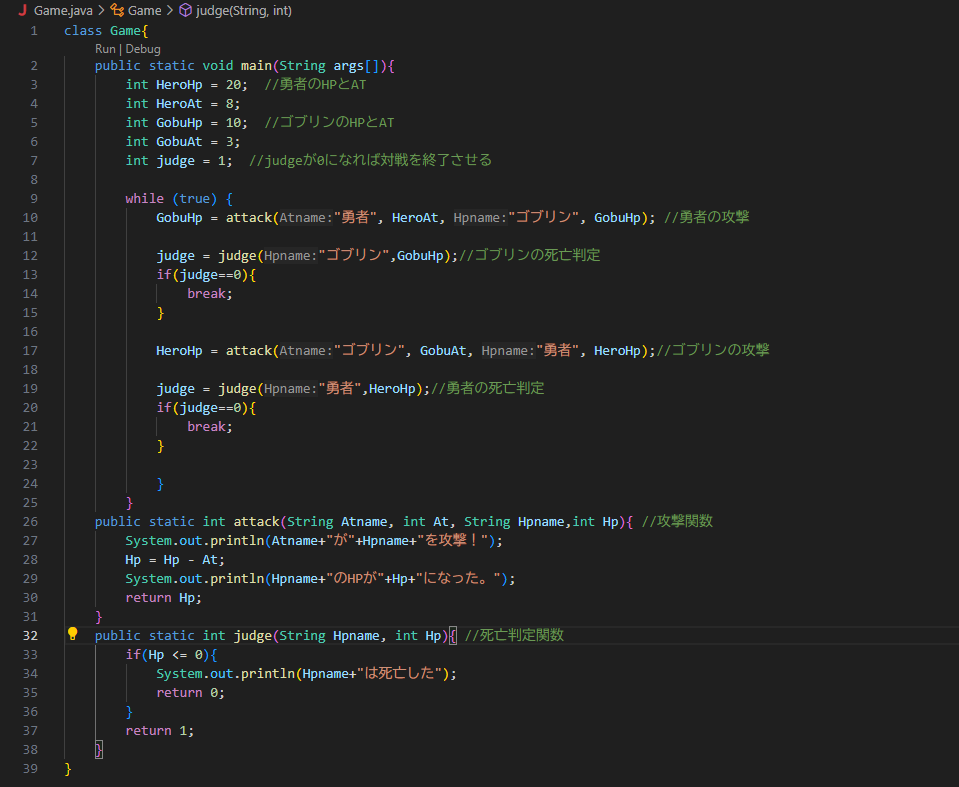 Game.java > Game > judge(String, int)
1 class Game{
Run | Debug
2 public static void main(String args[]){
3 int HeroHp = 20; //勇者のHPとAT
4 int HeroAt = 8;
5 int GobuHp = 10; //ゴブリンのHPとAT
6 int GobuAt = 3;
7 int judge = 1; //judgeが0になれば対戦を終了させる
8
9 while (true) {
10 GobuHp = attack(Atname:"勇者", HeroAt, Hpname:"ゴブリン", GobuHp); //勇者の攻撃
11
12 judge = judge(Hpname:"ゴブリン",GobuHp);//ゴブリンの死亡判定
13 if(judge==0){
14 break;
15 }
16
17 HeroHp = attack(Atname:"ゴブリン", GobuAt, Hpname:"勇者", HeroHp);//ゴブリンの攻撃
18
19 judge = judge(Hpname:"勇者",HeroHp);//勇者の死亡判定
20 if(judge==0){
21 break;
22 }
23
24 }
25 }
26 public static int attack(String Atname, int At, String Hpname,int Hp){ //攻撃関数
27 System.out.println(Atname+"が"+Hpname+"を攻撃！");
28 Hp = Hp - At;
29 System.out.println(Hpname+"のHPが"+Hp+"になった。");
30 return Hp;
31 }
32 public static int judge(String Hpname, int Hp){ //死亡判定関数
33 if(Hp <= 0){
34 System.out.println(Hpname+"は死亡した");
35 return 0;
36 }
37 return 1;
38 }
39 }